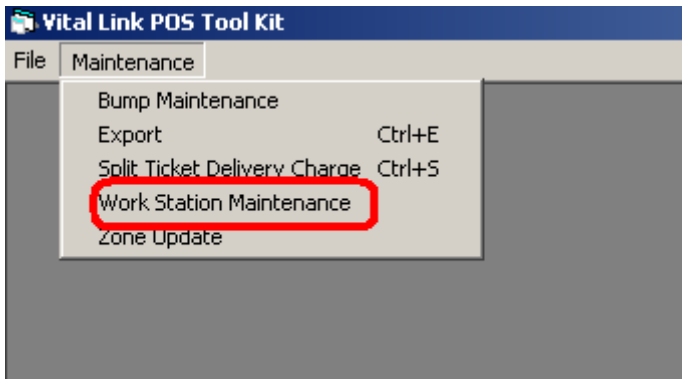 Vital Link POS Tool Kit
File Maintenance
Bump Maintenance
Export Ctrl+E
Split Ticket Delivery Charge Ctrl+S
Work Station Maintenance
Zone Update